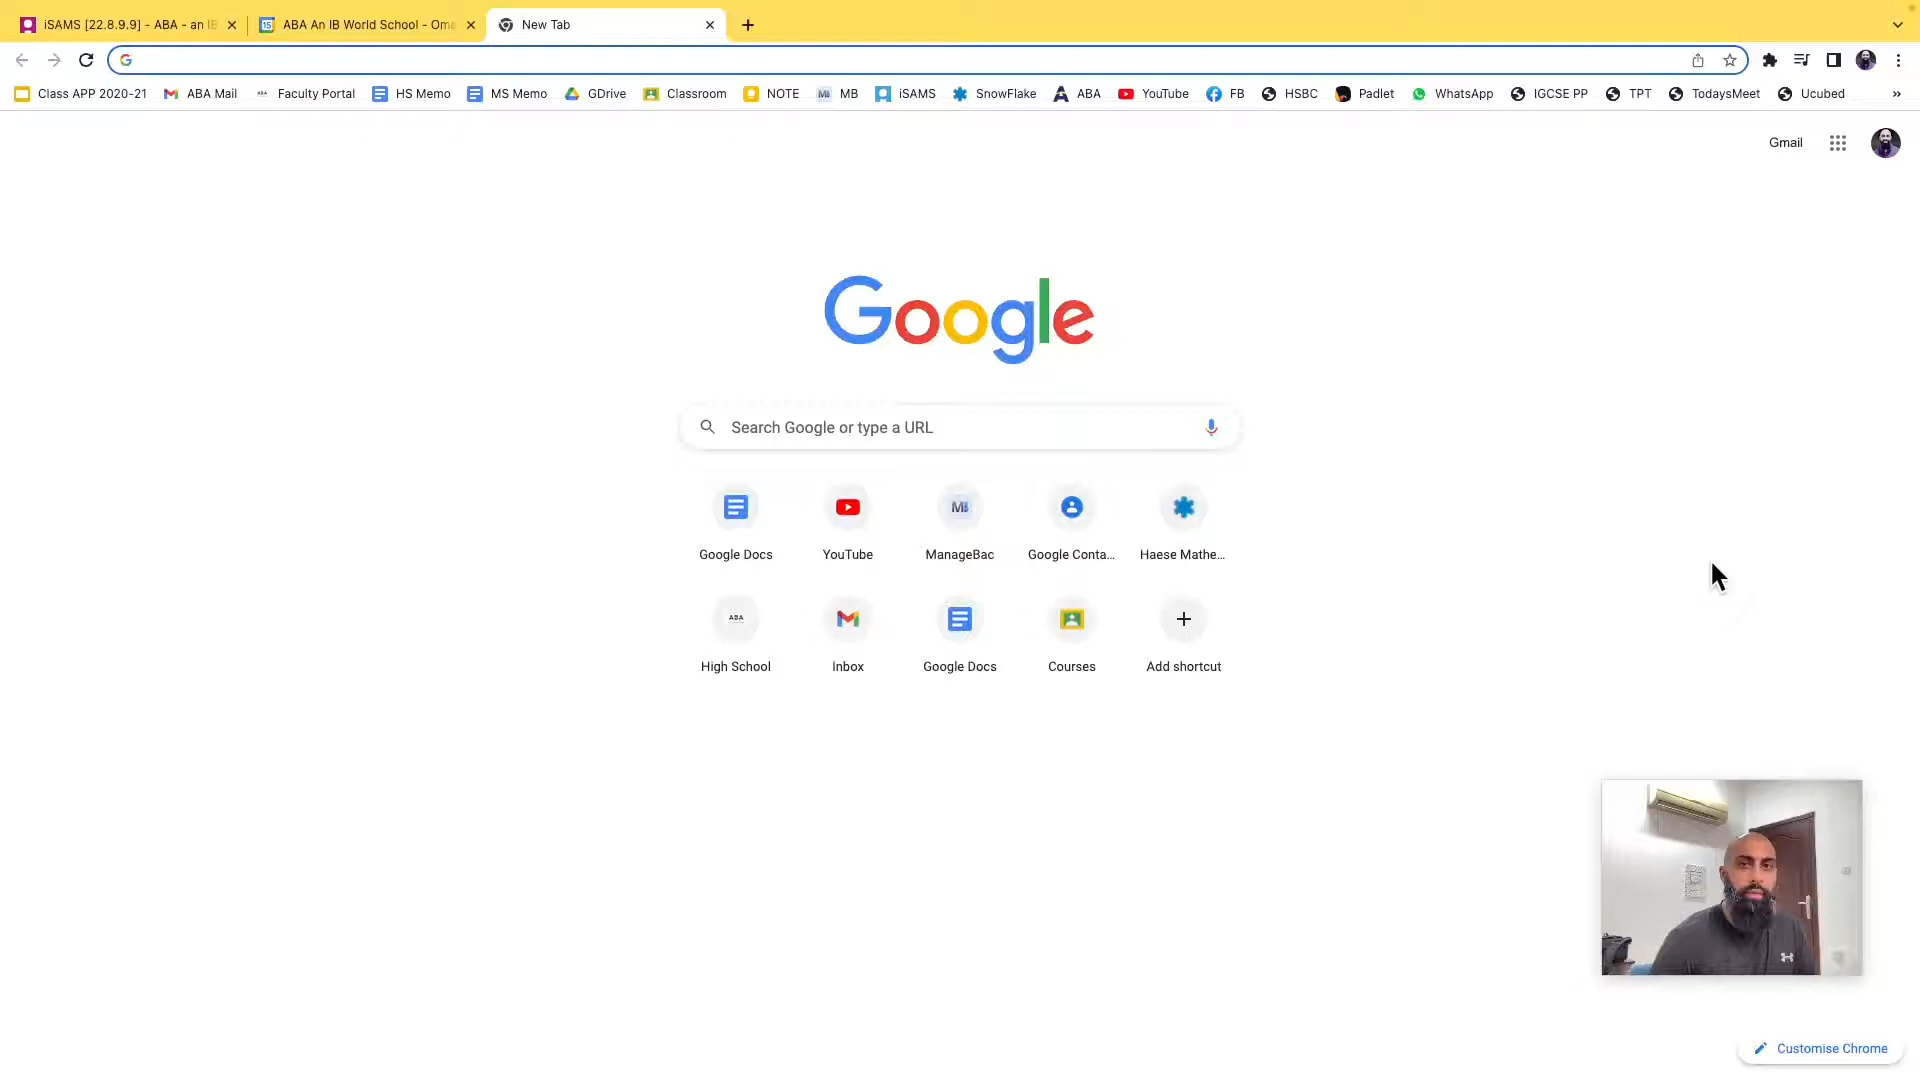 iSAMS [22.8.9.9] - ABA - an IB
ABA An IB World School - Oma
New Tab
Class APP 2020-21
ABA Mail
Faculty Portal
HS Memo
MS Memo
GDrive
Classroom
NOTE
MB
iSAMS
SnowFlake
ABA
YouTube
FB
HSBC
Padlet
WhatsApp
IGCSE PP
TPT
TodaysMeet
Ucubed
Gmail
Google
Search Google or type a URL
Google Docs
YouTube
ManageBac
Google Conta...
Haese Mathe...
High School
Inbox
Google Docs
Courses
Add shortcut
Customise Chrome